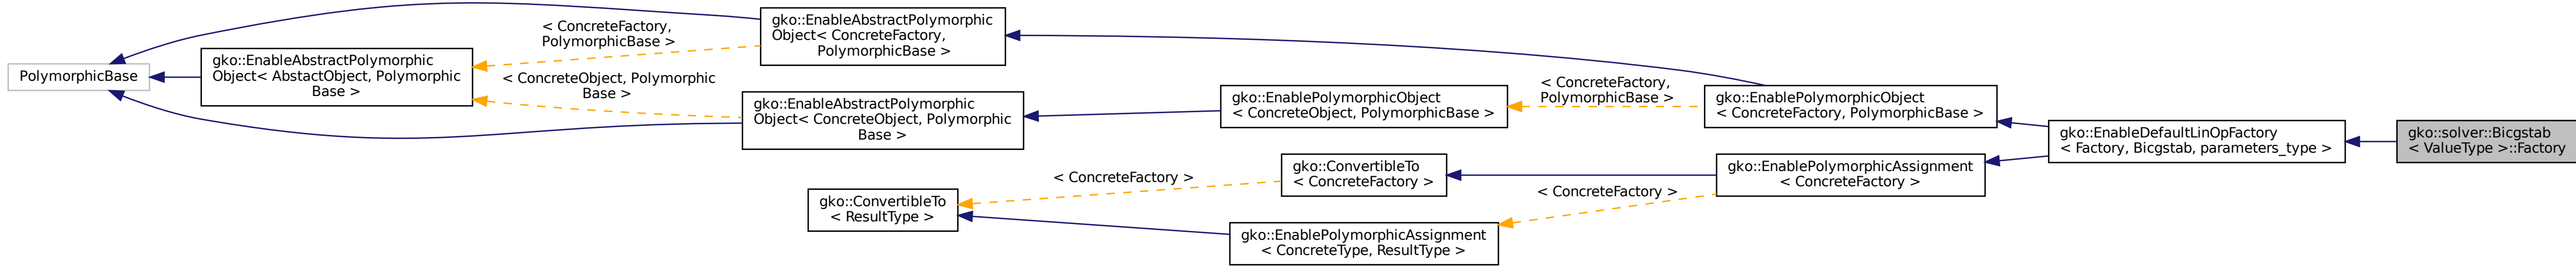 PolymorphicBase
gko::EnableAbstractPolymorphic
Object< AbstactObject, Polymorphic
Base >
< ConcreteFactory,
PolymorphicBase >
< ConcreteObject, Polymorphic
Base >
gko::EnableAbstractPolymorphic
Object< ConcreteFactory,
PolymorphicBase >
gko::EnableAbstractPolymorphic
Object< ConcreteObject, Polymorphic
Base >
gko::ConvertibleTo
< ResultType >
< ConcreteFactory >
gko::EnablePolymorphicObject
< ConcreteObject, PolymorphicBase >
gko::ConvertibleTo
< ConcreteFactory >
gko::EnablePolymorphicAssignment
< ConcreteType, ResultType >
< ConcreteFactory,
PolymorphicBase >
< ConcreteFactory >
gko::EnablePolymorphicObject
< ConcreteFactory, PolymorphicBase >
gko::EnablePolymorphicAssignment
< ConcreteFactory >
gko::EnableDefaultLinOpFactory
< Factory, Bicgstab, parameters_type >
gko::solver::Bicgstab
< ValueType >::Factory